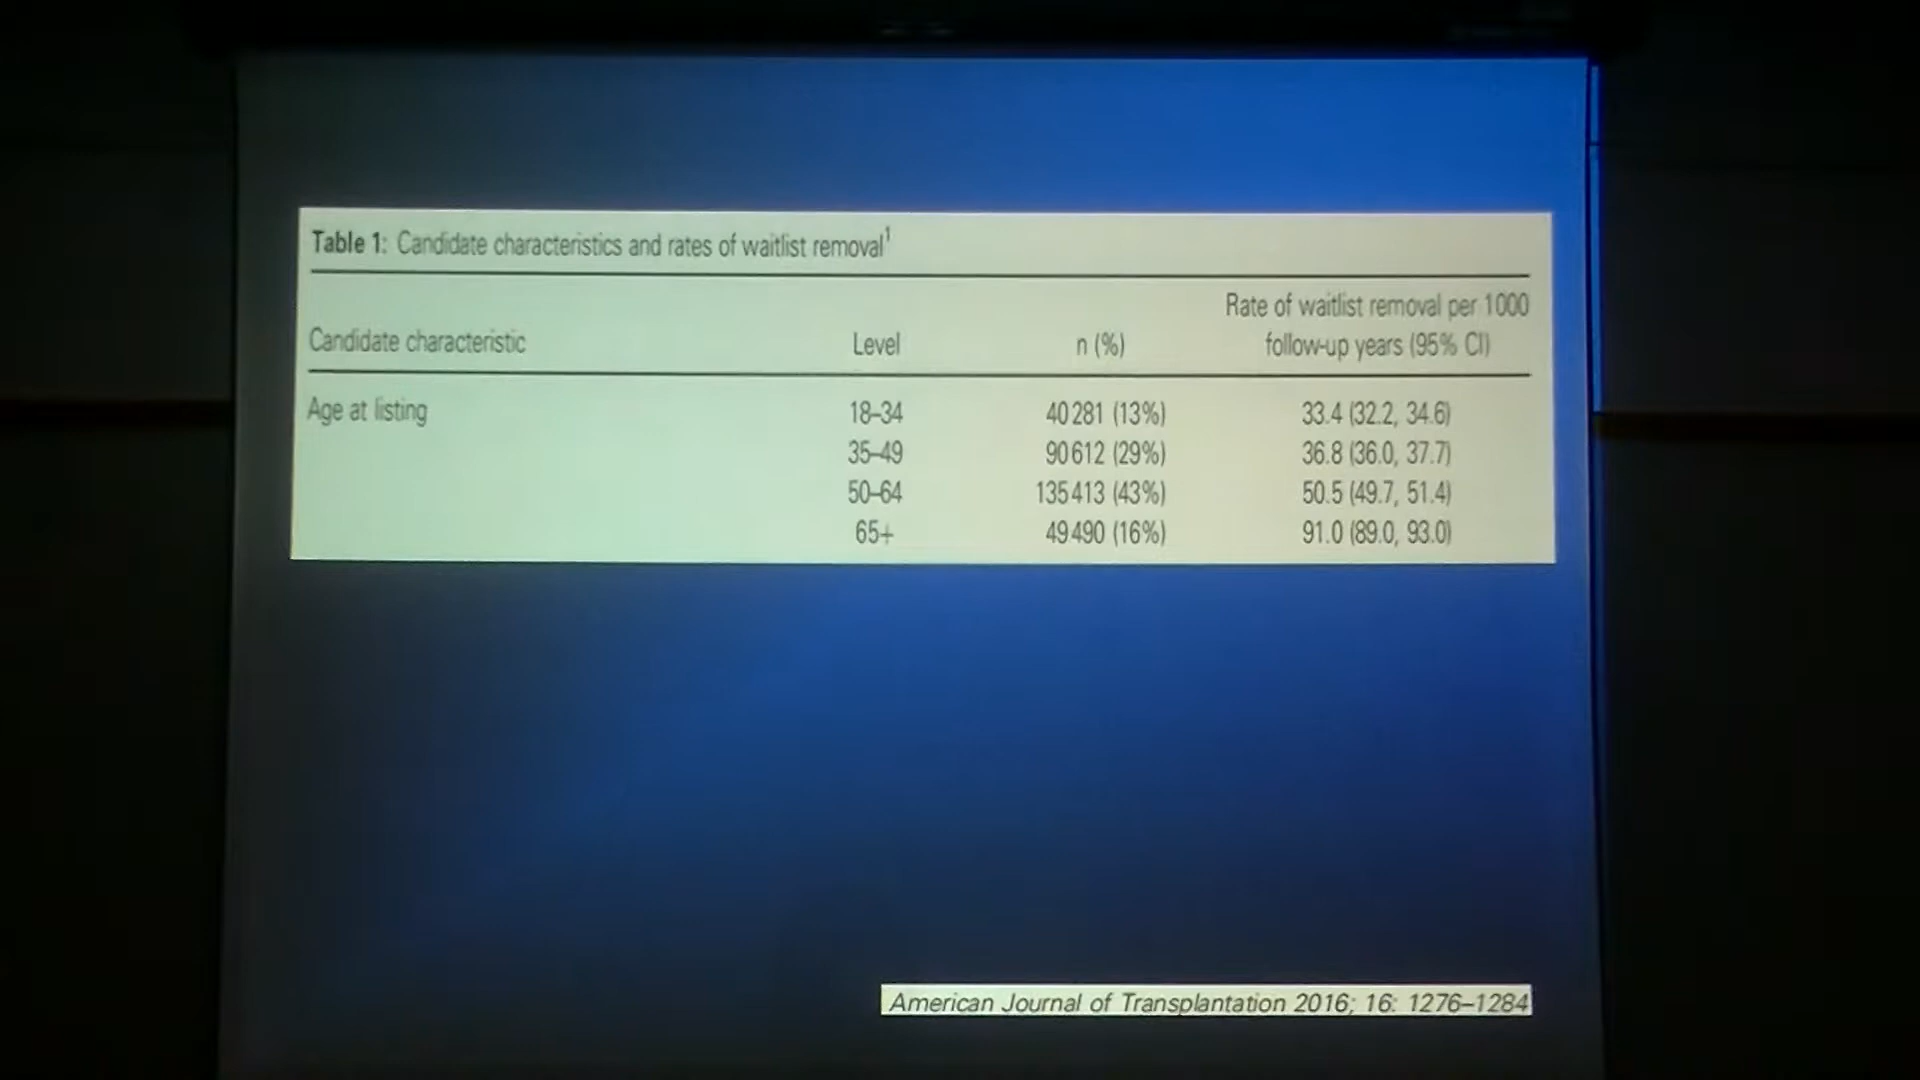 Table 1: Candidate characteristics and rates of waitlist removal¹
Rate of waitlist removal per 1000
Candidate characteristic Level n (%) follow-up years (95% CI)
Age at listing 18–34 40 281 (13%) 33.4 (32.2, 34.6)
35–49 90 612 (29%) 36.8 (36.0, 37.7)
50–64 135 413 (43%) 50.5 (49.7, 51.4)
65+ 49 490 (16%) 91.0 (89.0, 93.0)
American Journal of Transplantation 2016; 16: 1276–1284